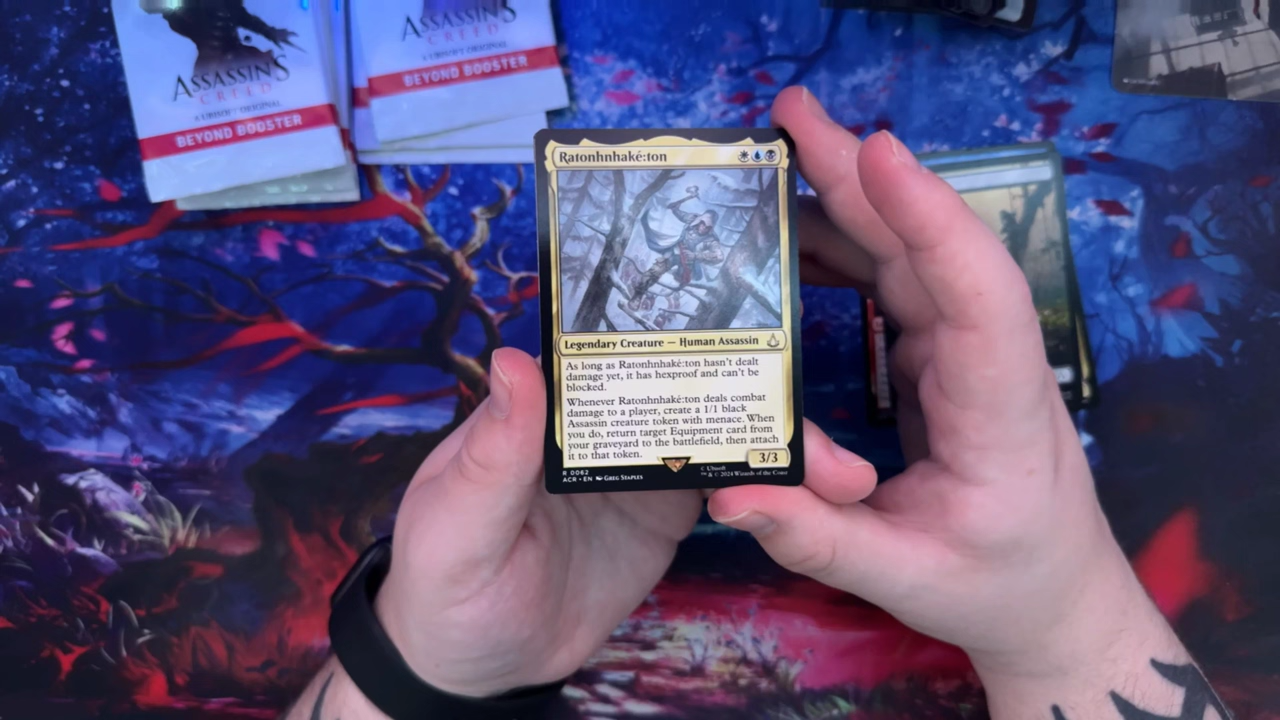 ASSASSIN'S
CREED
A UBISOFT ORIGINAL
BEYOND BOOSTER
ASSASSIN'S
CREED
A UBISOFT ORIGINAL
BEYOND BOOSTER
Ratonhnhaké:ton
Legendary Creature — Human Assassin
As long as Ratonhnhaké:ton hasn't dealt
damage yet, it has hexproof and can't be
blocked.
Whenever Ratonhnhaké:ton deals combat
damage to a player, create a 1/1 black
Assassin creature token with menace. When
you do, return target Equipment card from
your graveyard to the battlefield, then attach
it to that token.
3/3
R 0062
ACR • EN GREG STAPLES
© Ubisoft
™ & © 2024 Wizards of the Coast